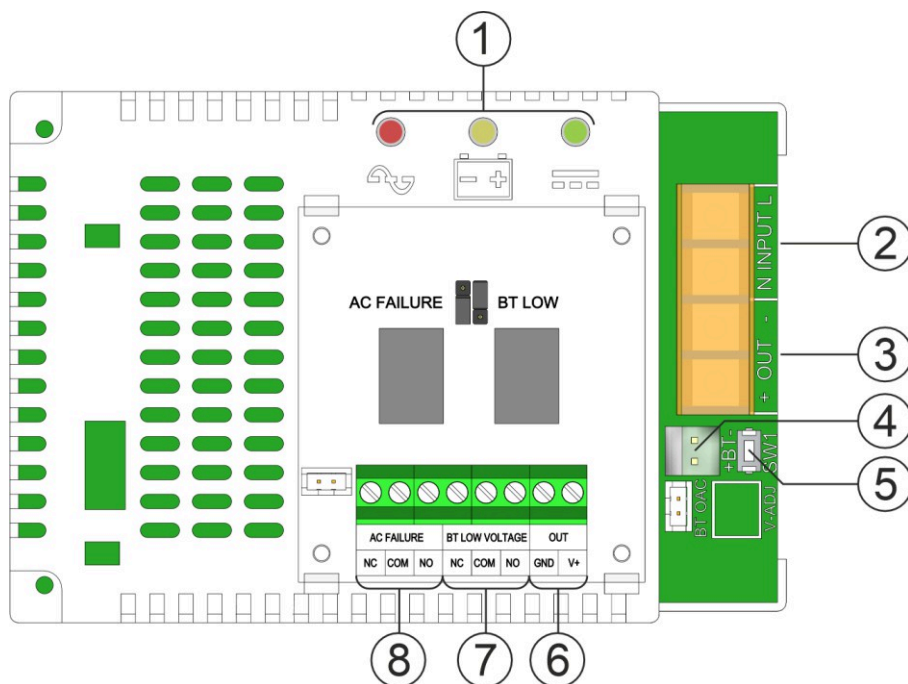 1
2
3
4
5
6
7
8
AC FAILURE
BT LOW
N INPUT L
+ OUT -
+BT-
SW1
BT OAC
V-ADJ
AC FAILURE
BT LOW VOLTAGE
OUT
NC COM NO NC COM NO GND V+